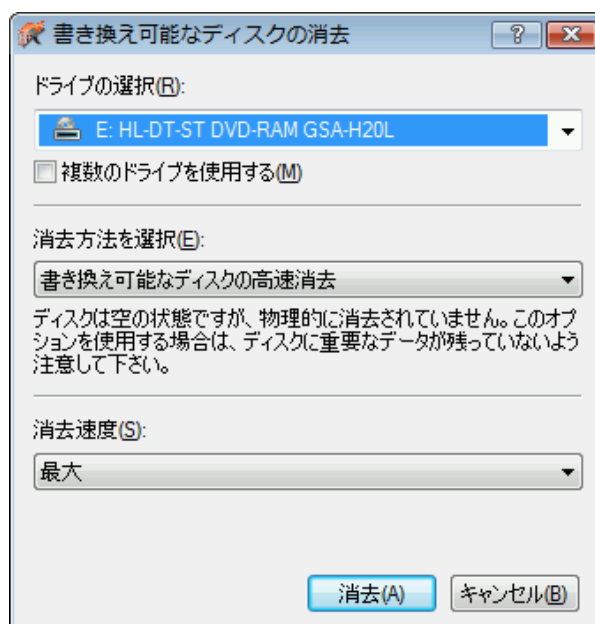 書き換え可能なディスクの消去
ドライブの選択(R):
E: HL-DT-ST DVD-RAM GSA-H20L
複数のドライブを使用する(M)
消去方法を選択(E):
書き換え可能なディスクの高速消去
ディスクは空の状態ですが、物理的に消去されていません。このオプ
ションを使用する場合は、ディスクに重要なデータが残っていないよう
注意して下さい。
消去速度(S):
最大
消去(A) キャンセル(B)